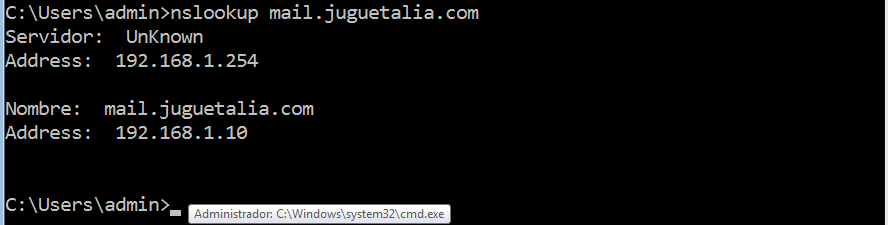 C:\Users\admin>nslookup mail.juguetalia.com
Servidor:  UnKnown
Address:  192.168.1.254
Nombre:  mail.juguetalia.com
Address:  192.168.1.10
C:\Users\admin>_
Administrador: C:\Windows\system32\cmd.exe